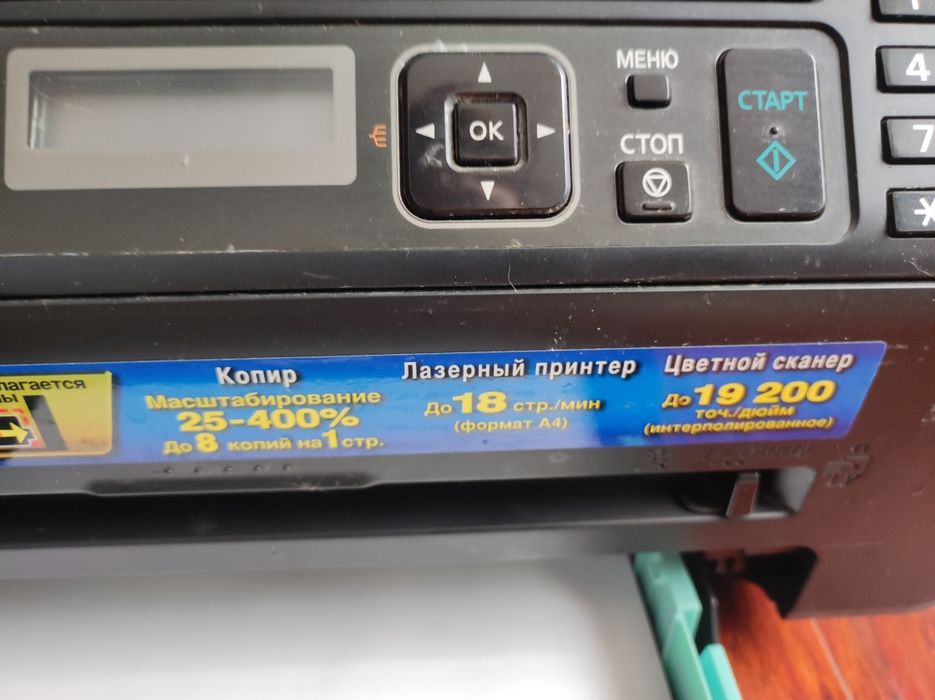 МЕНЮ
OK
СТОП
СТАРТ
4
7
Копир
Масштабирование
25-400%
До 8 копий на 1 стр.
Лазерный принтер
До 18 стр./мин
(формат А4)
Цветной сканер
До 19 200
точ./дюйм
(интерполированное)